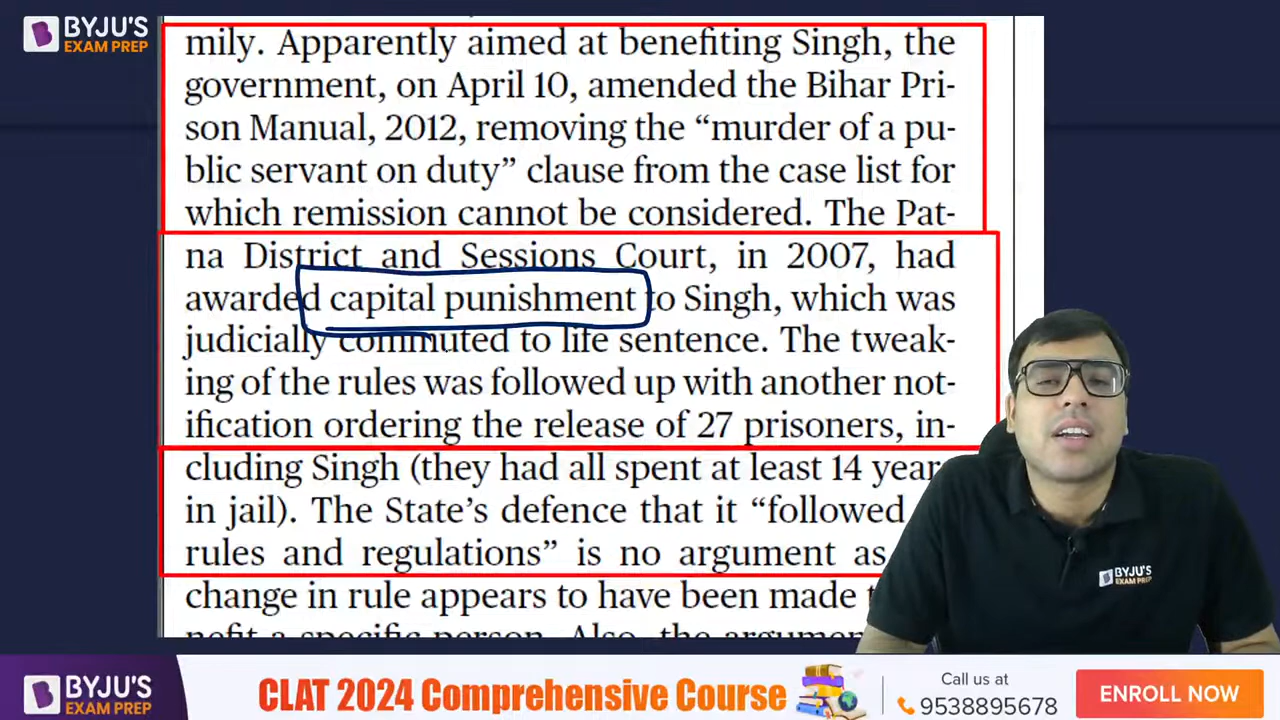 BYJU'S
EXAM PREP
mily. Apparently aimed at benefiting Singh, the
government, on April 10, amended the Bihar Pri-
son Manual, 2012, removing the “murder of a pu-
blic servant on duty” clause from the case list for
which remission cannot be considered. The Pat-
na District and Sessions Court, in 2007, had
awarded capital punishment to Singh, which was
judicially commuted to life sentence. The tweak-
ing of the rules was followed up with another not-
ification ordering the release of 27 prisoners, in-
cluding Singh (they had all spent at least 14 year
in jail). The State’s defence that it “followed
rules and regulations” is no argument as
change in rule appears to have been made
nefit a specific person. Also, the argumen
BYJU'S
EXAM PREP
BYJU'S
EXAM PREP
CLAT 2024 Comprehensive Course
Call us at
9538895678
ENROLL NOW